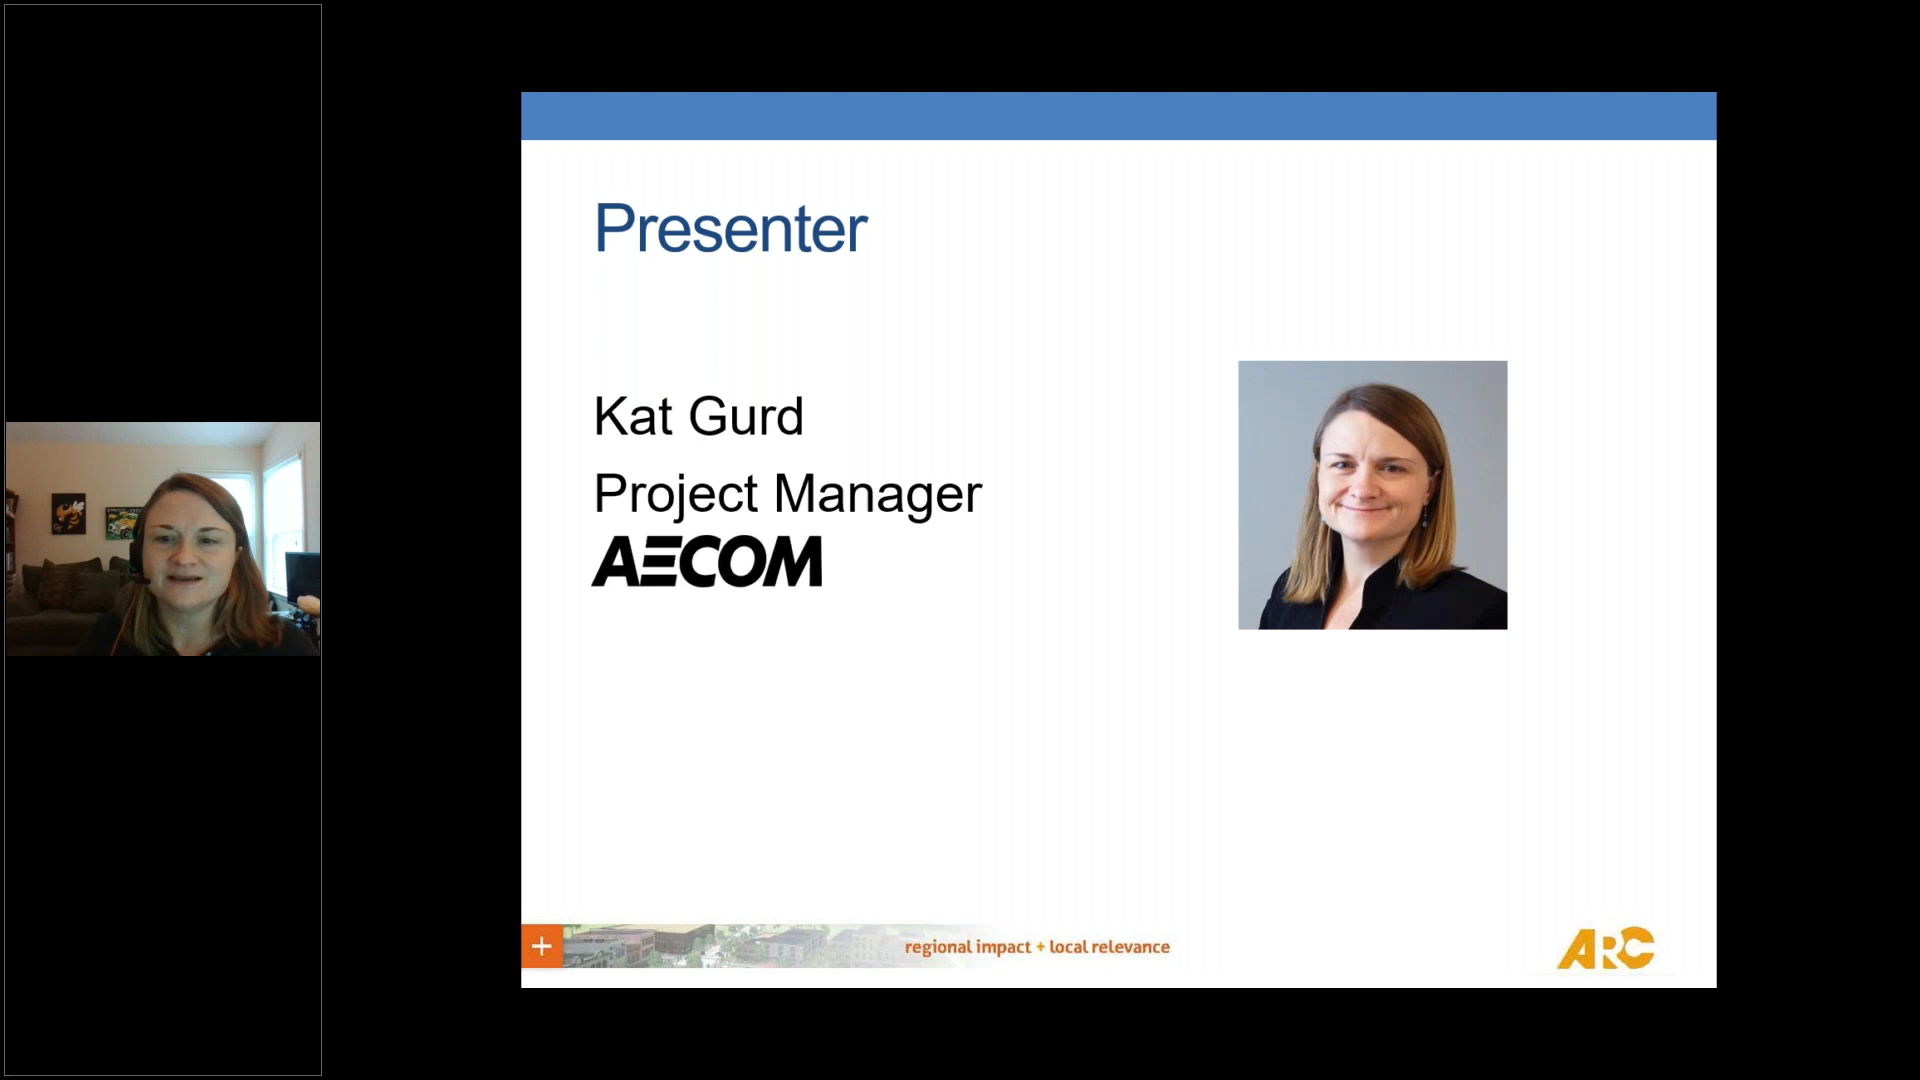 Presenter
Kat Gurd
Project Manager
AECOM
regional impact + local relevance
ARC